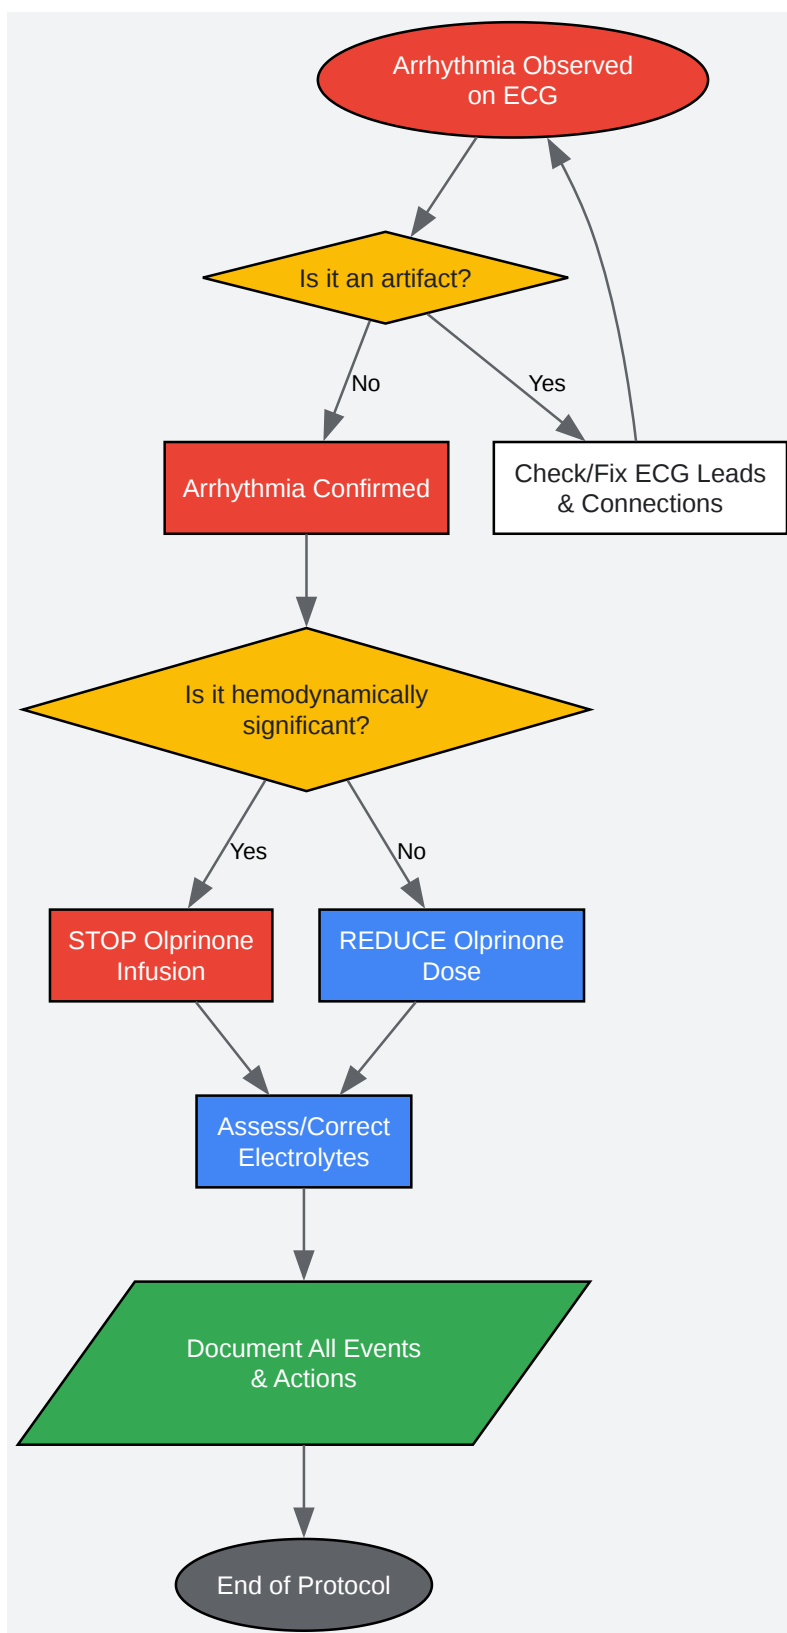 Arrhythmia Observed
on ECG
Is it an artifact?
No
Yes
Arrhythmia Confirmed
Check/Fix ECG Leads
& Connections
Is it hemodynamically
significant?
Yes
No
STOP Olprinone
Infusion
REDUCE Olprinone
Dose
Assess/Correct
Electrolytes
Document All Events
& Actions
End of Protocol